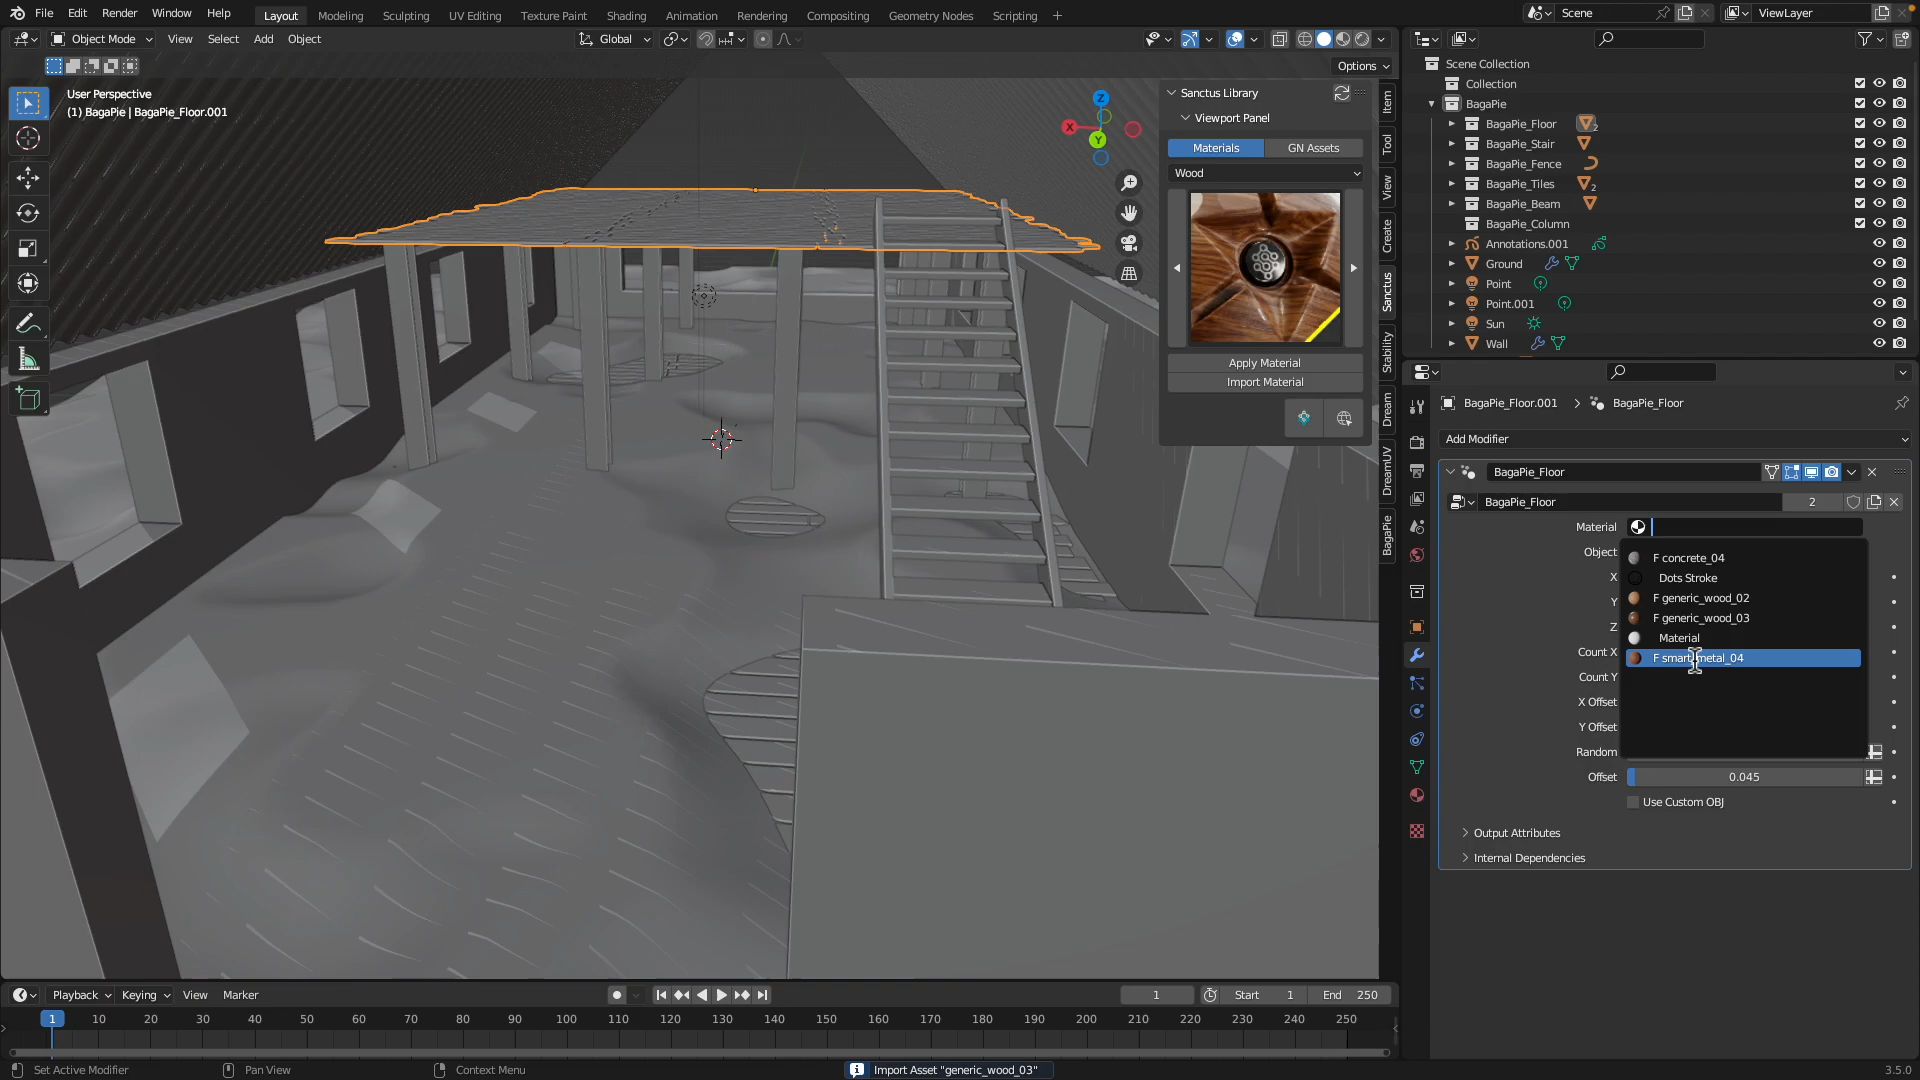 File Edit Render Window Help Layout Modeling Sculpting UV Editing Texture Paint Shading Animation Rendering Compositing Geometry Nodes Scripting + Scene ViewLayer
Object Mode View Select Add Object Global
Options
User Perspective
(1) BagaPie | BagaPie_Floor.001
Z
X
Y
Sanctus Library
Viewport Panel
Materials GN Assets
Wood
Apply Material
Import Material
Item
Tool
View
Create
Sanctus
Stability
Dream
DreamUV
BagaPie
Scene Collection
Collection
BagaPie
BagaPie_Floor 2
BagaPie_Stair
BagaPie_Fence
BagaPie_Tiles 2
BagaPie_Beam
BagaPie_Column
Annotations.001
Ground
Point
Point.001
Sun
Wall
BagaPie_Floor.001 > BagaPie_Floor
Add Modifier
BagaPie_Floor
BagaPie_Floor 2
Material
Object
X
Y
Z
Count X
Count Y
X Offset
Y Offset
Random
Offset 0.045
F concrete_04
Dots Stroke
F generic_wood_02
F generic_wood_03
Material
F smart_metal_04
Use Custom OBJ
Output Attributes
Internal Dependencies
Playback Keying View Marker 1 Start 1 End 250
1 10 20 30 40 50 60 70 80 90 100 110 120 130 140 150 160 170 180 190 200 210 220 230 240 250
Set Active Modifier Pan View Context Menu Import Asset "generic_wood_03" 3.5.0